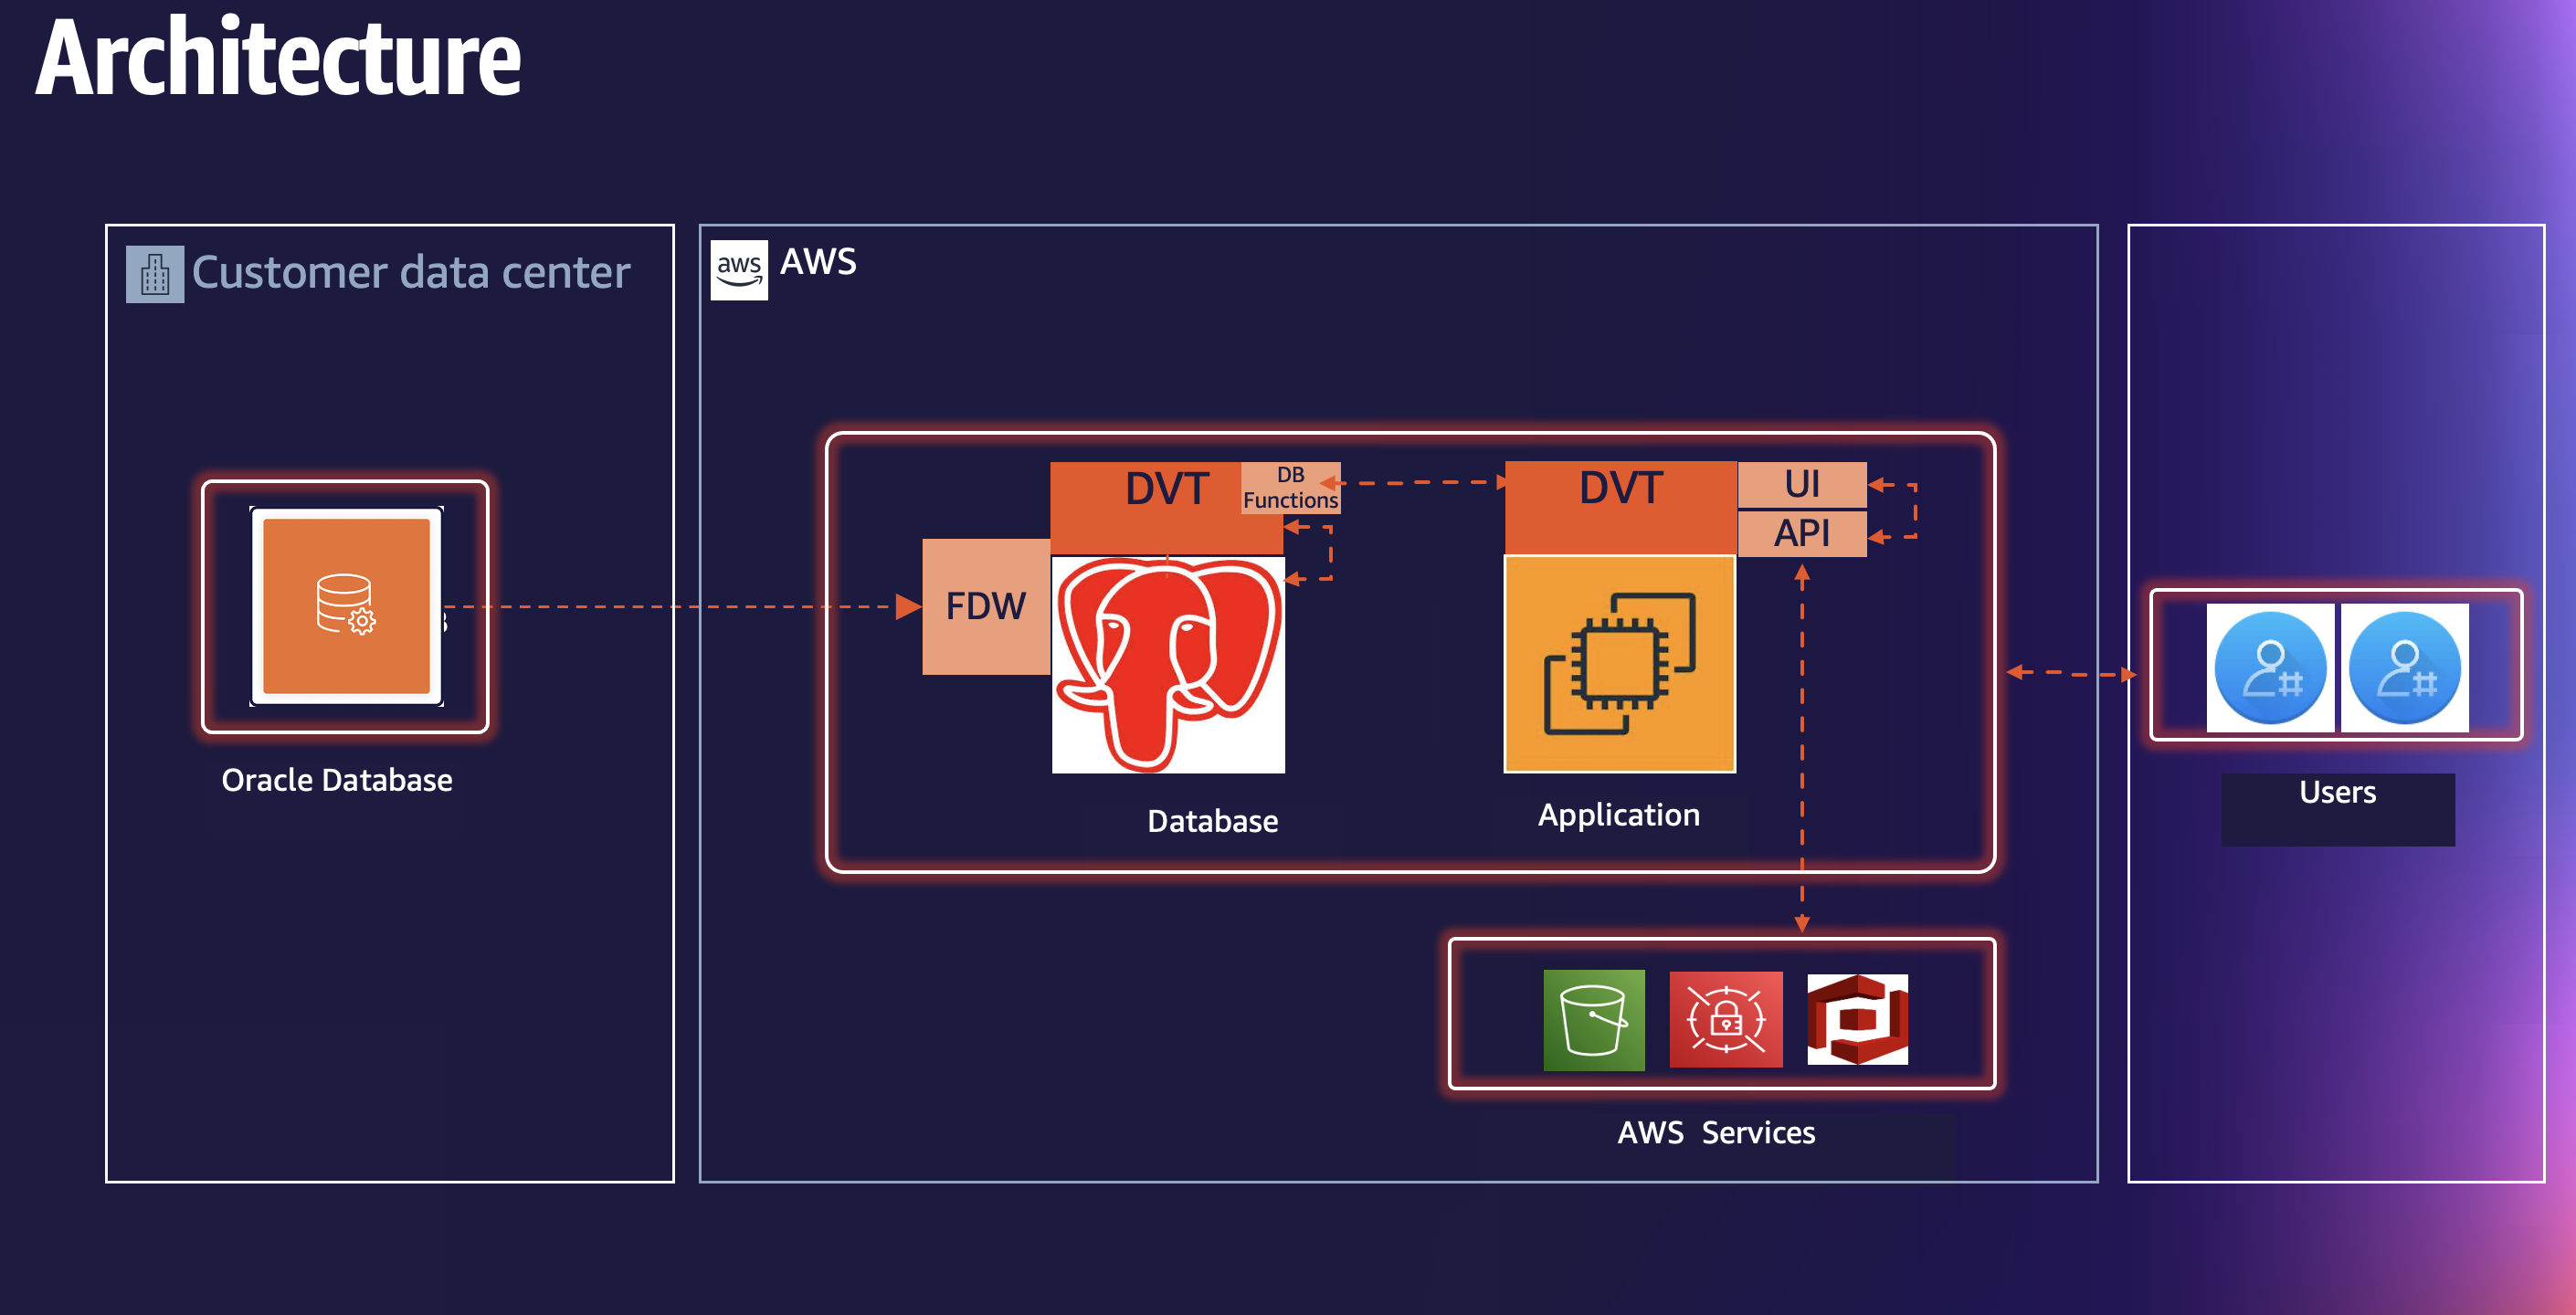 Architecture
Customer data center
aws
AWS
DVT
DB
Functions
DVT
UI
API
FDW
Oracle Database
Database
Application
Users
AWS Services